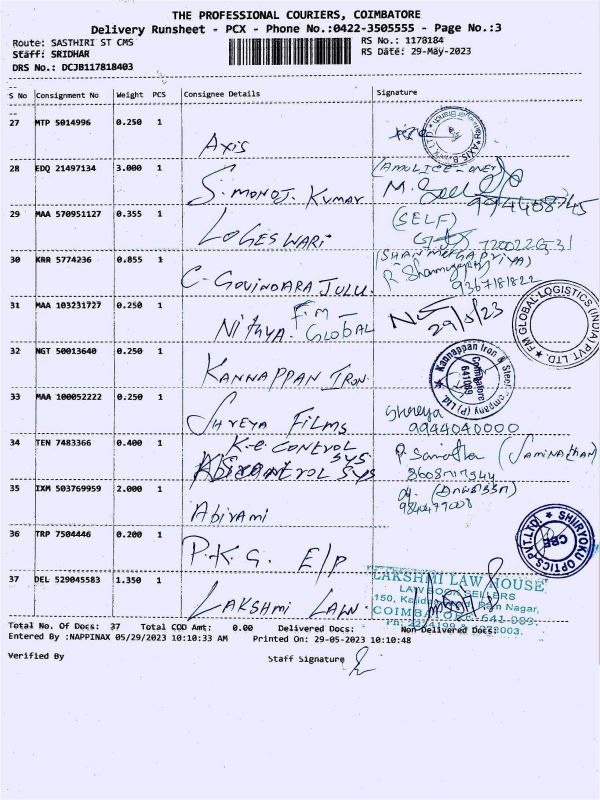 THE PROFESSIONAL COURIERS, COIMBATORE
Delivery Runsheet - PCX - Phone No.:0422-3505555 - Page No.:3
Route: SASTHIRI ST CMS
RS No.: 1178184
Staff: SRIDHAR
RS Date: 29-May-2023
DRS No.: DCJB117818403
S No Consignment No Weight PCS Consignee Details Signature
27 MTP 5014996 0.250 1
Axis
28 EDQ 21497134 3.000 1
S. Monoj. Kumar
9944408745
29 MAA 570951127 0.355 1
LOGESWARI
(SELF)
30 KRR 5774236 0.855 1
C. GOVINDARAJULU.
(SHANMUGAPRIYA)
9367181822
31 MAA 103231727 0.250 1
F.M - Nithya. GLOBAL
29/5/23
FM GLOBAL LOGISTICS (INDIA) PVT. LTD
32 NGT 50013640 0.250 1
KANNAPPAN IRON.
Kannappan Iron & Steel Company (P) Ltd.
Coimbatore
33 MAA 100052222 0.250 1
SHREYA FILMS
Shreya
9944040000
34 TEN 7483366 0.400 1
K-e CONTROL SYS
35 IXM 503769959 2.000 1
Abirami
36 TRP 7504446 0.200 1
P.K.G. E/P
SHIIRYOKU OPTICS PVT. LTD.
CBE
37 DEL 529045583 1.350 1
LAKSHMI LAW
LAKSHMI LAW HOUSE
LAW BOOK SELLERS
Total No. Of Docs: 37 Total COD Amt: 0.00 Delivered Docs: Non-Delivered Docs:
Entered By :NAPPINAX 05/29/2023 10:10:33 AM Printed On: 29-05-2023 10:10:48
Verified By
Staff Signature